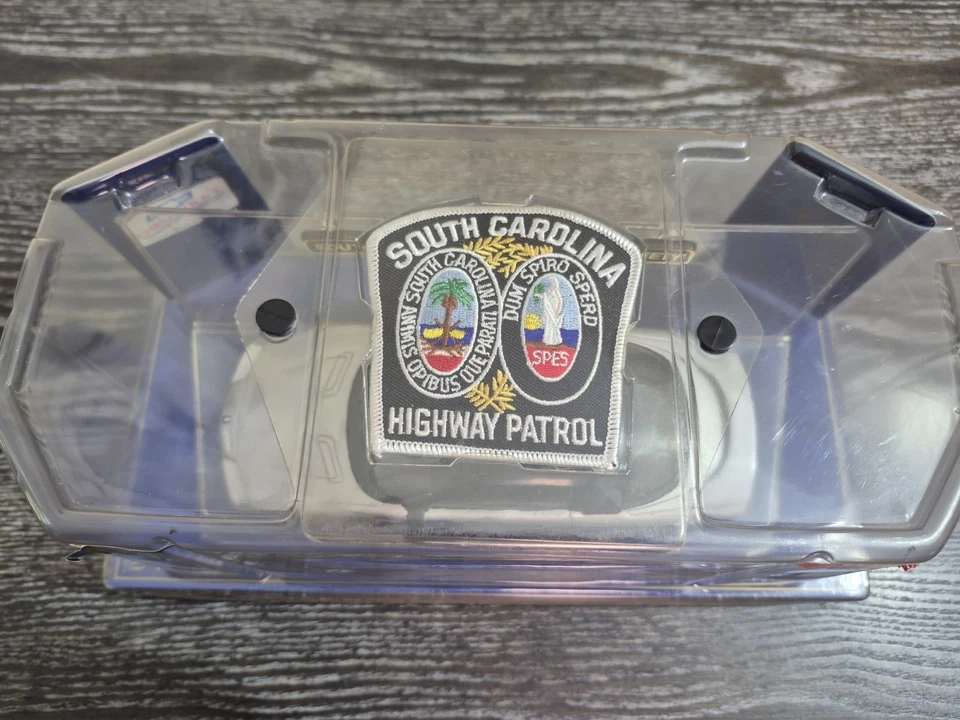 SOUTH CAROLINA
SOUTH CAROLINA
ANIMIS OPIBUS QUE PARATI
DUM SPIRO SPERO
SPES
HIGHWAY PATROL